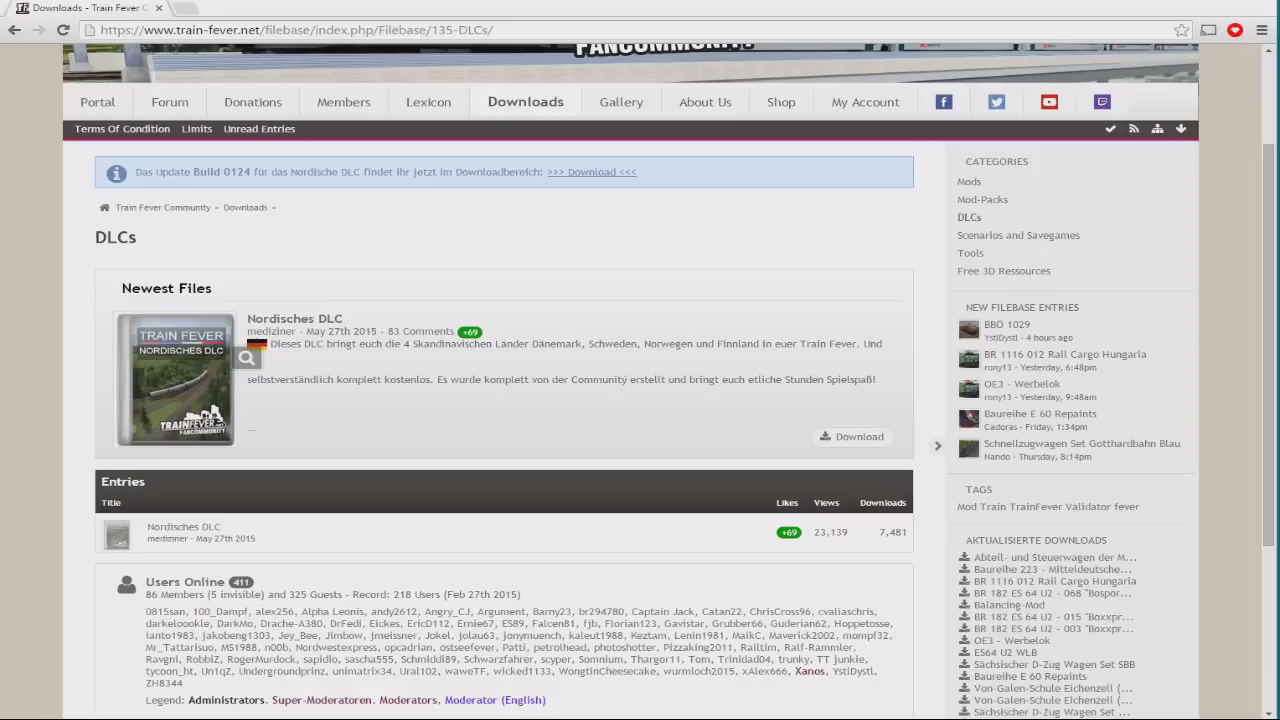 Downloads - Train Fever C
https://www.train-fever.net/filebase/index.php/Filebase/135-DLCs/
FANCOMMUNITY
Portal
Forum
Donations
Members
Lexicon
Downloads
Gallery
About Us
Shop
My Account
Terms Of Condition
Limits
Unread Entries
Das Update Build 0124 für das Nordische DLC findet ihr jetzt im Downloadbereich: >>> Download <<<
Train Fever Community » Downloads »
DLCs
Newest Files
TRAIN FEVER
NORDISCHES DLC
TRAINFEVER
FANCOMMUNITY
Nordisches DLC
mediziner - May 27th 2015 - 83 Comments +69
Dieses DLC bringt euch die 4 Skandinavischen Länder Dänemark, Schweden, Norwegen und Finnland in euer Train Fever. Und
selbstverständlich komplett kostenlos. Es wurde komplett von der Community erstellt und bringt euch etliche Stunden Spielspaß!
...
Download
Entries
Title
Likes
Views
Downloads
Nordisches DLC
mediziner - May 27th 2015
+69
23,139
7,481
Users Online 411
86 Members (5 invisible) and 325 Guests - Record: 218 Users (Feb 27th 2015)
0815san, 100_Dampf, alex256, Alpha Leonis, andy2612, Angry_CJ, Argument, Barny23, br294780, Captain Jack, Catan22, ChrisCross96, cvaliaschris,
darkelookle, DarkMo, Dirsche-A380, DrFedi, Eickes, EricD112, Ernie67, ES89, Falcen81, fjb, Florian123, Gavistar, Grubber66, Guderian62, Hoppetosse,
ianto1983, jakobeng1303, Jey_Bee, Jimbow, jmeissner, Jokel, jolau63, jonymuench, kaleut1988, Keztam, Lenin1981, MaikC, Maverick2002, mompf32,
Mr_Tattarisuo, MS1988, n00b, Nordwestexpress, opcadrian, ostseefever, Patti, petrolhead, photoshotter, Pizzaking2011, Railtim, Ralf-Rammler,
Ravgni, RobbiZ, RogerMurdock, sapidio, sascha555, Schmiddi89, Schwarzfahrer, scyper, Somnium, Thargor11, Tom, Trinidad04, trunky, TT junkie,
tycoon_ht, Un1qZ, Undergroundprinz, unimatrix34, Ural102, waweTF, wicked1133, WongtinCheesecake, wurmloch2015, xAlex666, Xanos, YstiDystl,
ZH8344
Legend: Administrators, Super-Moderatoren, Moderators, Moderator (English)
CATEGORIES
Mods
Mod-Packs
DLCs
Scenarios and Savegames
Tools
Free 3D Ressources
NEW FILEBASE ENTRIES
BBÖ 1029
YstiDystl - 4 hours ago
BR 1116 012 Rail Cargo Hungaria
rony13 - Yesterday, 6:48pm
OE3 - Werbelok
rony13 - Yesterday, 9:48am
Baureihe E 60 Repaints
Cadoras - Friday, 1:34pm
Schnellzugwagen Set Gotthardbahn Blau
Nando - Thursday, 8:14pm
TAGS
Mod Train TrainFever Validator fever
AKTUALISIERTE DOWNLOADS
Abteil- und Steuerwagen der M...
Baureihe 223 - Mitteldeutsche...
BR 1116 012 Rail Cargo Hungaria
BR 182 ES 64 U2 - 068 "Bospor...
Balancing-Mod
BR 182 ES 64 U2 - 015 "Boxxpr...
BR 182 ES 64 U2 - 003 "Boxxpr...
OE3 - Werbelok
ES64 U2 WLB
Sächsischer D-Zug Wagen Set SBB
Baureihe E 60 Repaints
Von-Galen-Schule Eichenzell (...
Von-Galen-Schule Eichenzell (...
Sächsischer D-Zug Wagen Set ...